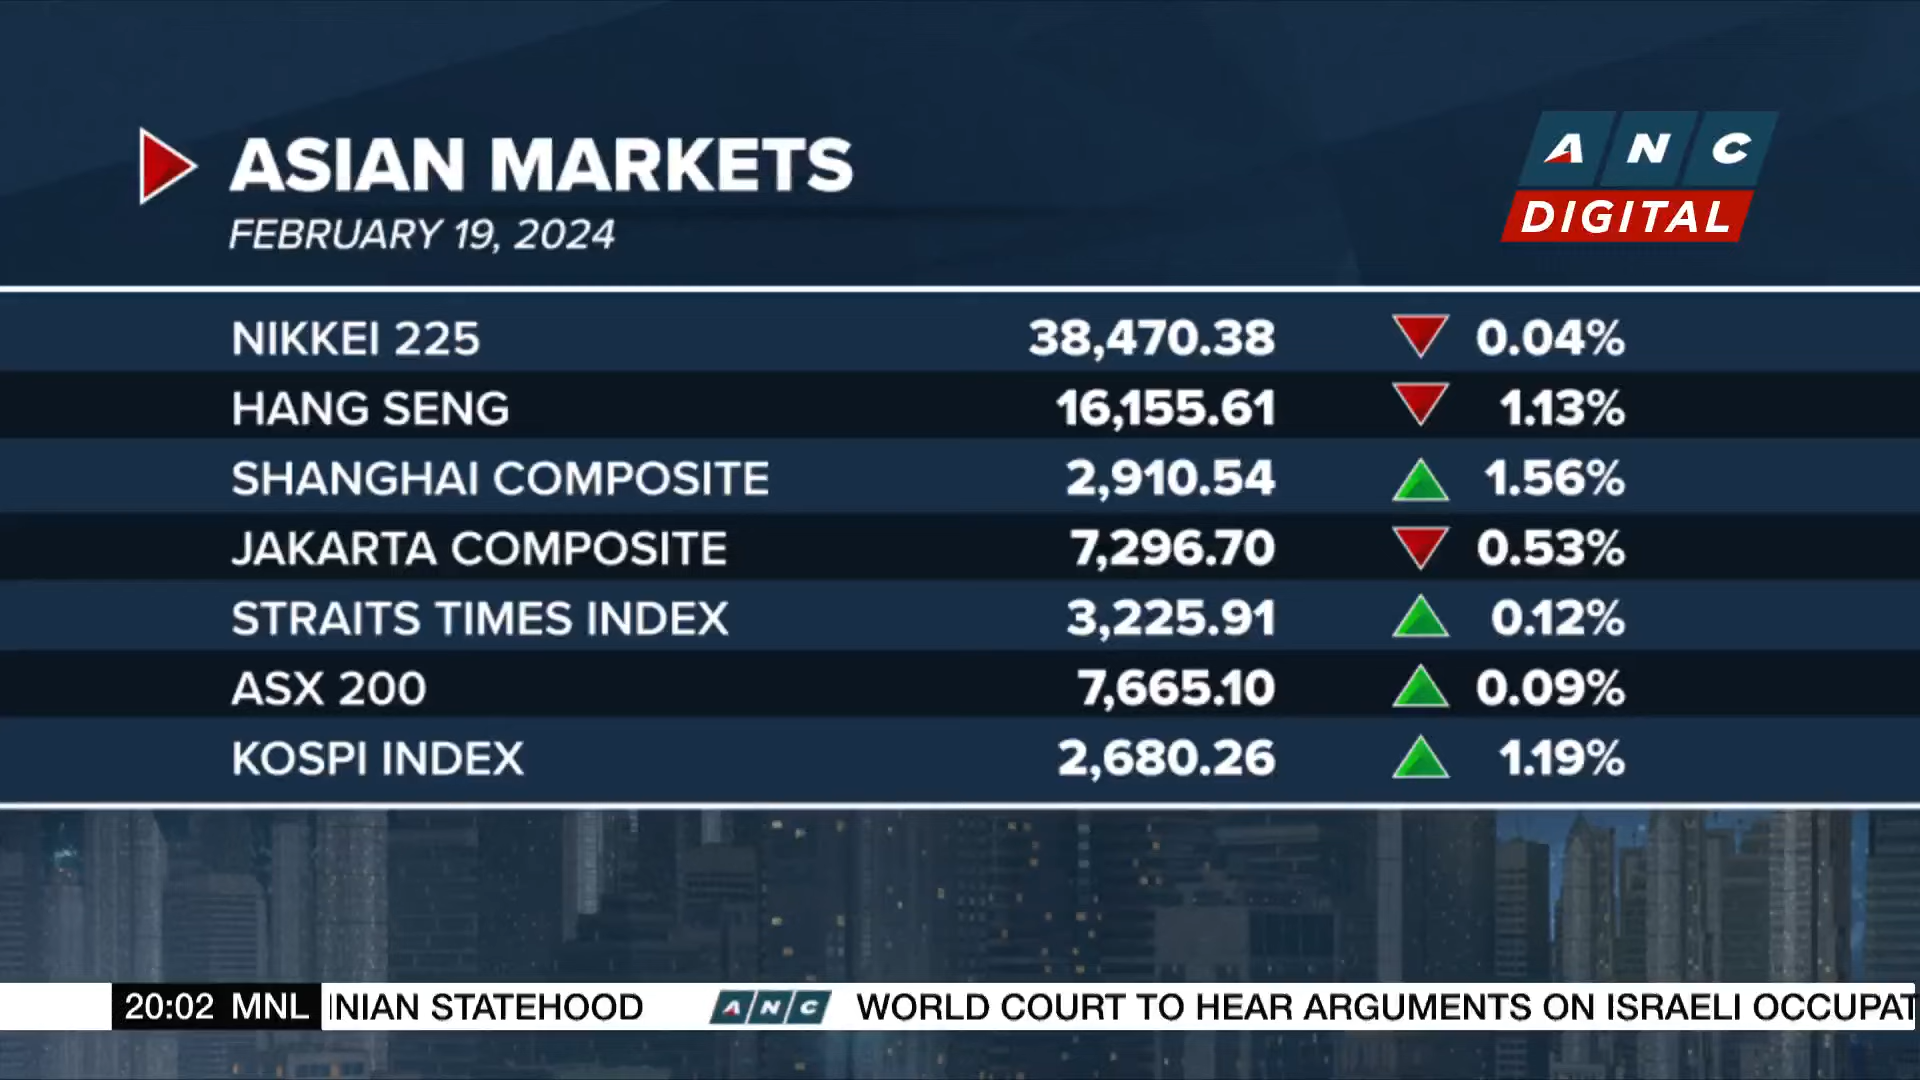 ASIAN MARKETS
FEBRUARY 19, 2024
ANC
DIGITAL
NIKKEI 225 38,470.38 0.04%
HANG SENG 16,155.61 1.13%
SHANGHAI COMPOSITE 2,910.54 1.56%
JAKARTA COMPOSITE 7,296.70 0.53%
STRAITS TIMES INDEX 3,225.91 0.12%
ASX 200 7,665.10 0.09%
KOSPI INDEX 2,680.26 1.19%
20:02 MNL INIAN STATEHOOD ANC WORLD COURT TO HEAR ARGUMENTS ON ISRAELI OCCUPAT